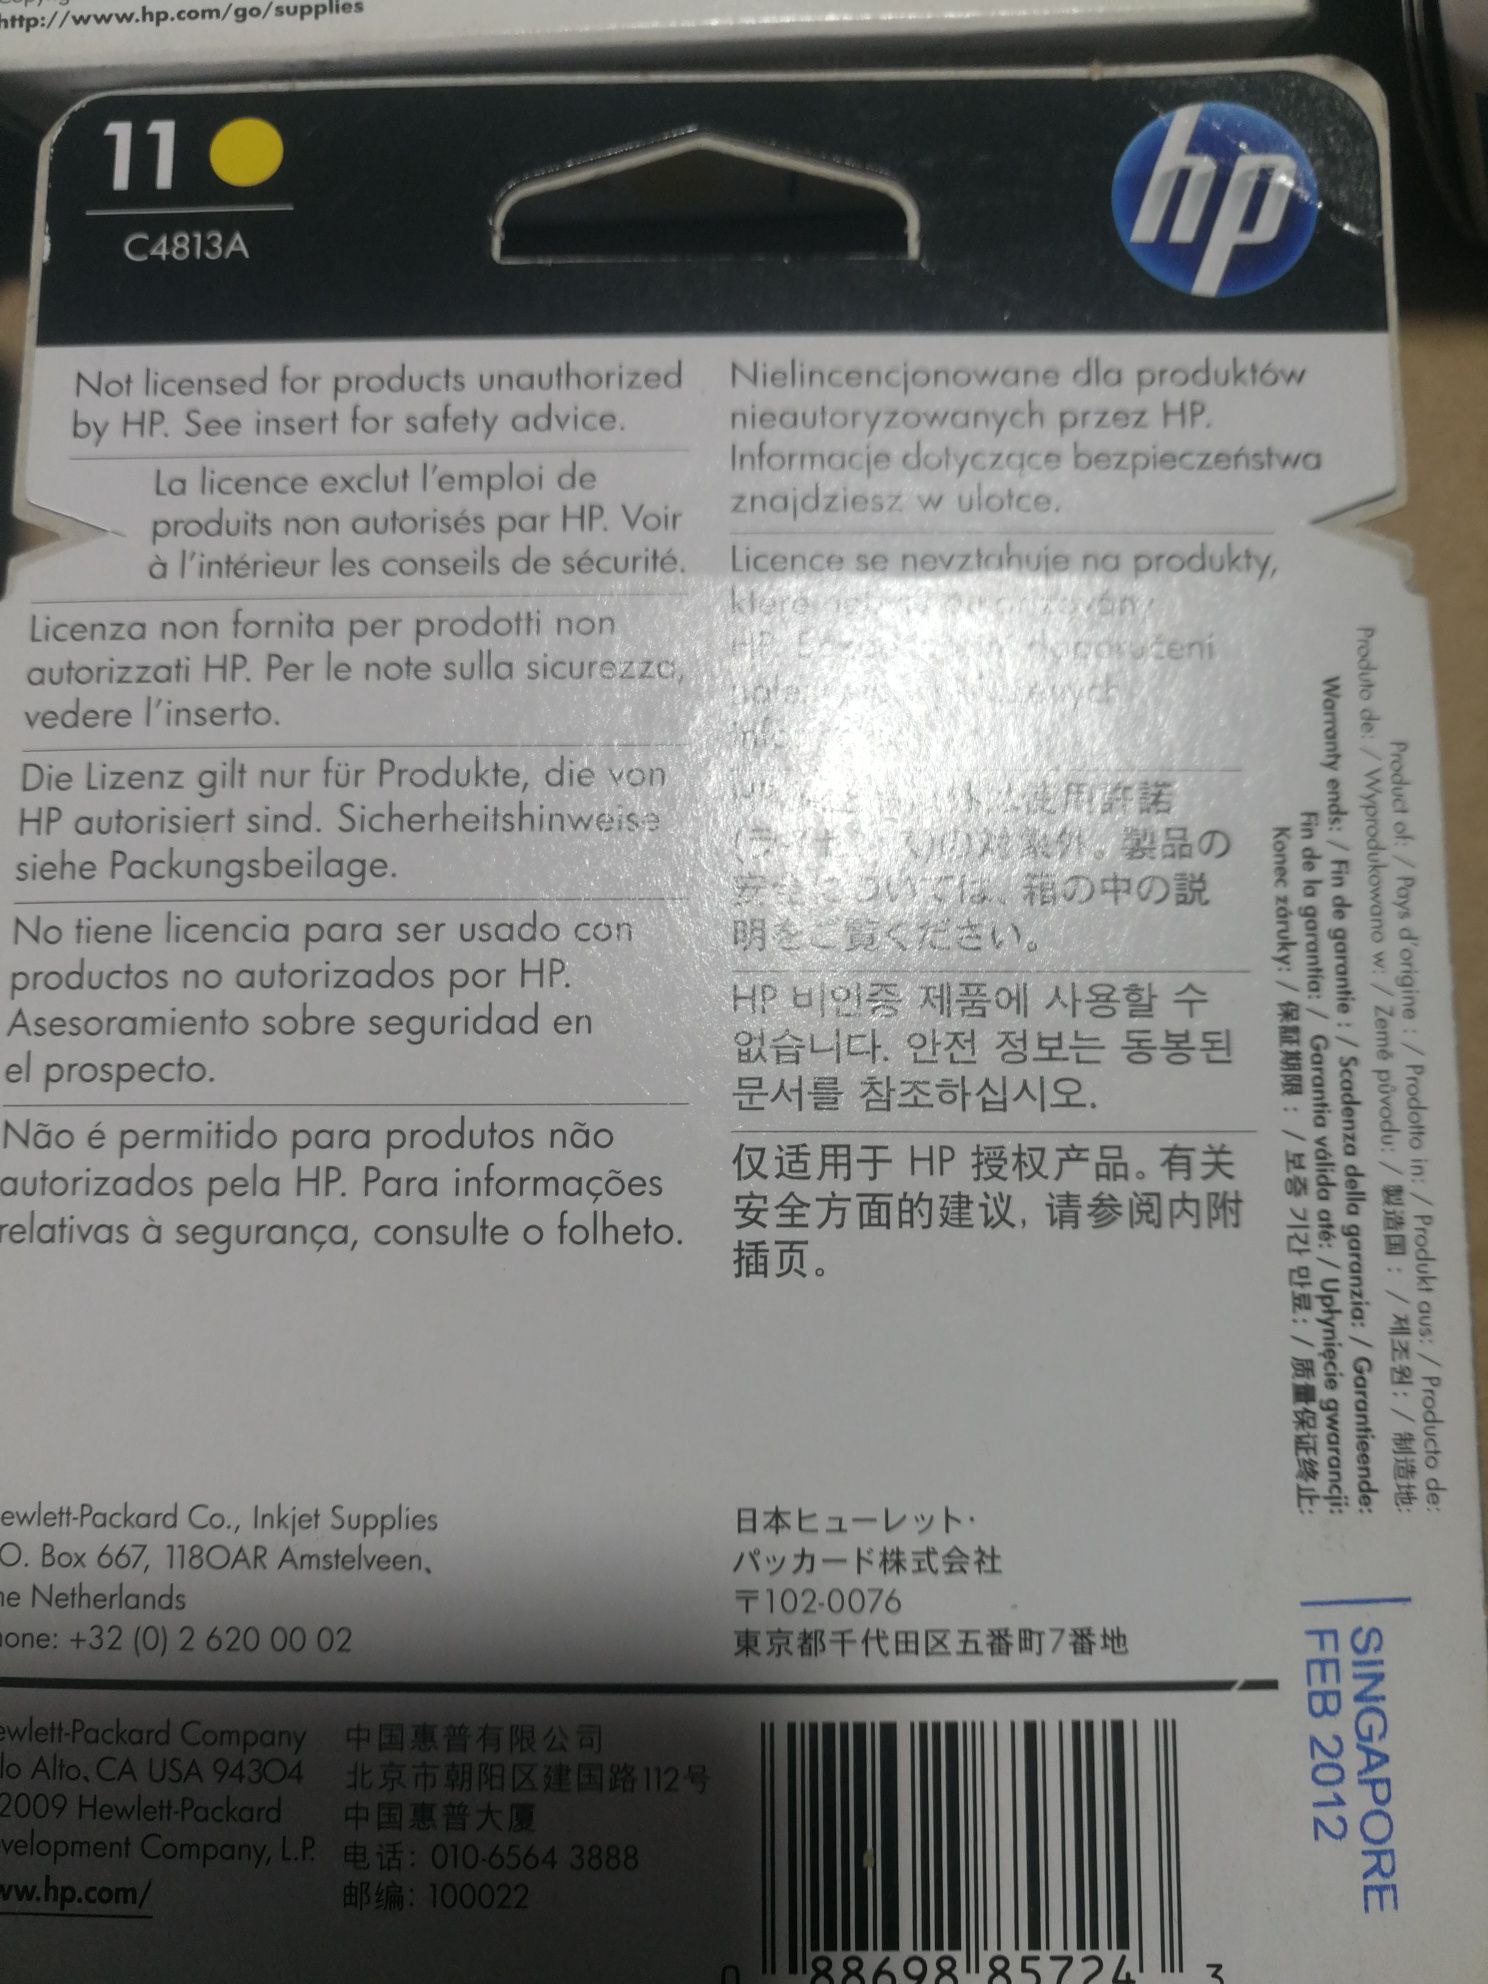 http://www.hp.com/go/supplies
11
C4813A
hp
Not licensed for products unauthorized
by HP. See insert for safety advice.
La licence exclut l'emploi de
produits non autorisés par HP. Voir
à l'intérieur les conseils de sécurité.
Licenza non fornita per prodotti non
autorizzati HP. Per le note sulla sicurezza,
vedere l'inserto.
Die Lizenz gilt nur für Produkte, die von
HP autorisiert sind. Sicherheitshinweise
siehe Packungsbeilage.
No tiene licencia para ser usado con
productos no autorizados por HP.
Asesoramiento sobre seguridad en
el prospecto.
Não é permitido para produtos não
autorizados pela HP. Para informações
relativas à segurança, consulte o folheto.
Nielincencjonowane dla produktów
nieautoryzowanych przez HP.
Informacje dotyczące bezpieczeństwa
znajdziesz w ulotce.
Licence se nevztahuje na produkty,
HP. doporučení
使用許諾
の対象外。製品の
安全については、箱の中の説
明をご覧ください。
HP 비인증 제품에 사용할 수
없습니다. 안전 정보는 동봉된
문서를 참조하십시오.
仅适用于 HP 授权产品。有关
安全方面的建议, 请参阅内附
插页。
Product of: / Pays d'origine : / Prodotto in: / Produkt aus: / Producto de:
Produto de: / Wyprodukowano w: / Země původu: / 製造国 : / 제조원: / 制造地:
Warranty ends: / Fin de garantie : / Scadenza della garanzia: / Garantieende:
Fin de la garantía: / Garantia válida até: / Upłynięcie gwarancji:
Konec záruky: / 保証期限 : / 보증 기간 만료: / 质量保证终止:
SINGAPORE
FEB 2012
ewlett-Packard Co., Inkjet Supplies
O. Box 667, 1180AR Amstelveen,
ne Netherlands
one: +32 (0) 2 620 00 02
日本ヒューレット・
パッカード株式会社
〒102-0076
東京都千代田区五番町7番地
ewlett-Packard Company
lo Alto, CA USA 94304
2009 Hewlett-Packard
velopment Company, L.P.
ww.hp.com/
中国惠普有限公司
北京市朝阳区建国路112号
中国惠普大厦
电话: 010-6564 3888
邮编: 100022
0 88698 85724 3